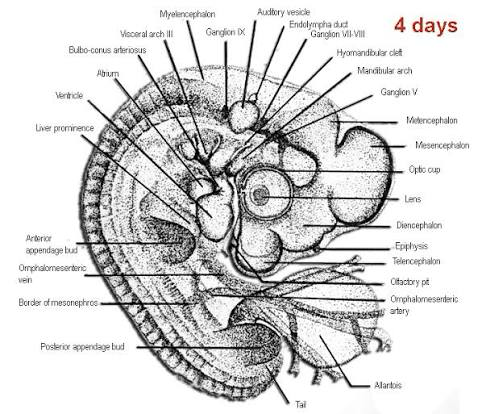 Myelencephalon
Auditory vesicle
Endolympha duct
Visceral arch III
Ganglion IX
Ganglion VII-VIII
4 days
Bulbo-conus arteriosus
Hyomandibular cleft
Atrium
Mandibular arch
Ventricle
Ganglion V
Liver prominence
Metencephalon
Mesencephalon
Optic cup
Lens
Diencephalon
Anterior
appendage bud
Epiphysis
Telencephalon
Omphalomesenteric
vein
Olfactory pit
Border of mesonephros
Omphalomesenteric
artery
Posterior appendage bud
Allantois
Tail